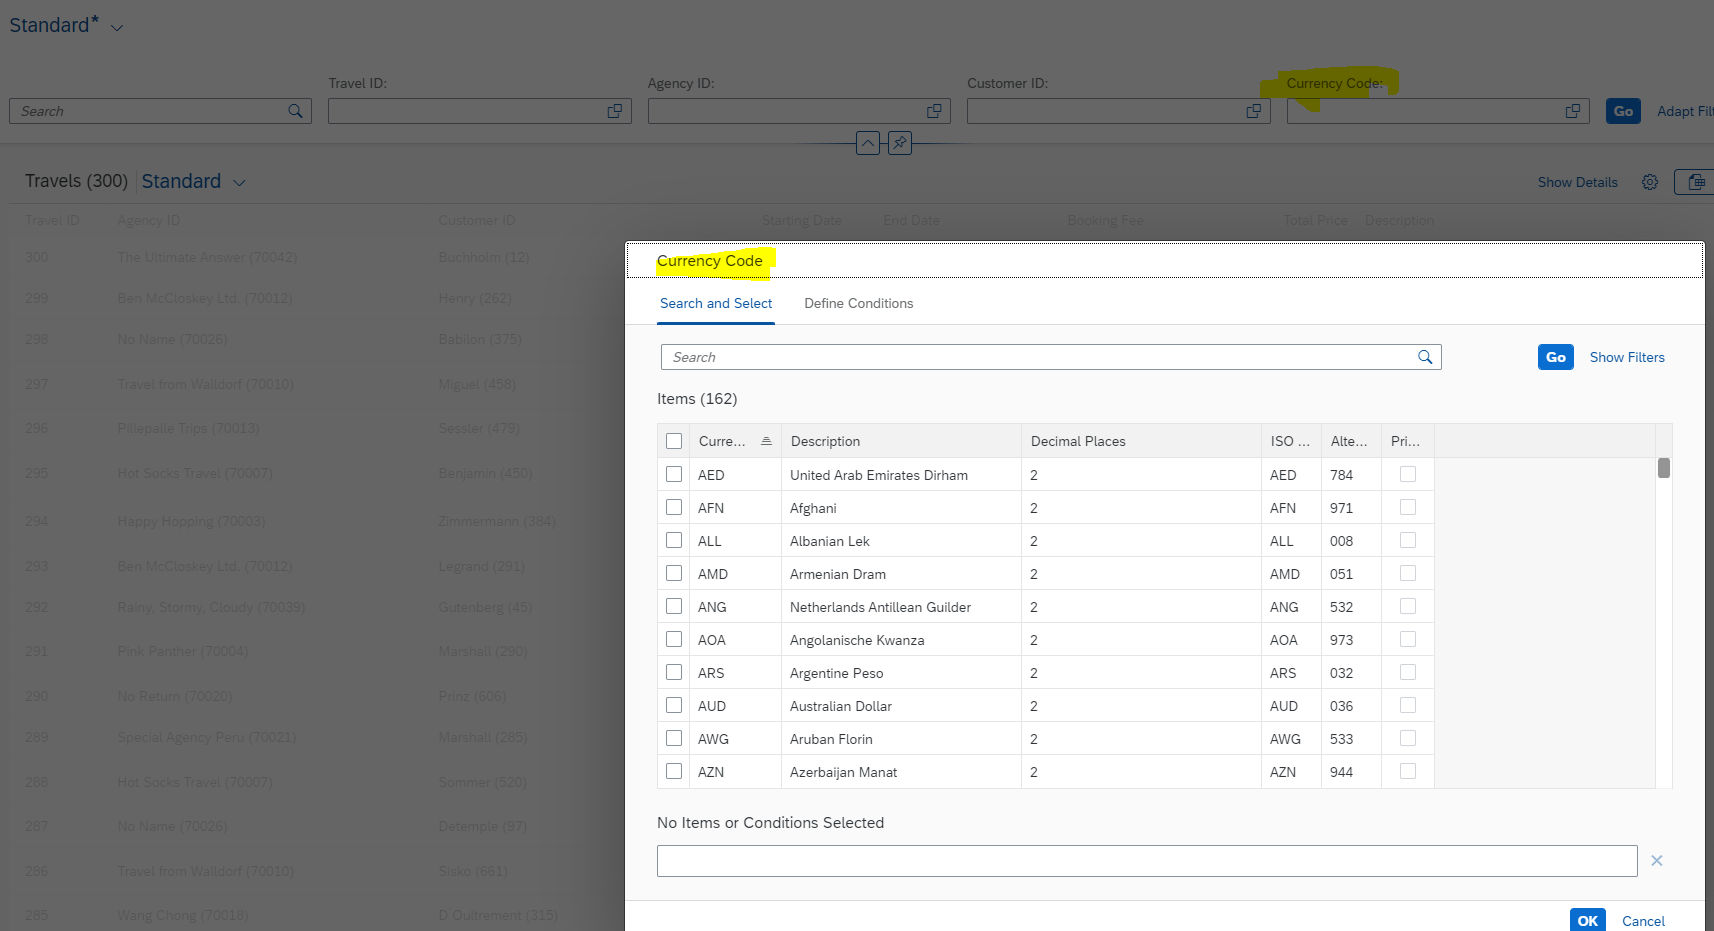 Standard*
Travel ID: Agency ID: Customer ID: Currency Code:
Search Go Adapt Filt
Travels (300) Standard Show Details
Travel ID Agency ID Customer ID Starting Date End Date Booking Fee Total Price Description
300 The Ultimate Answer (70042) Buchholm (12)
299 Ben McCloskey Ltd. (70012) Henry (262)
298 No Name (70026) Babilon (375)
297 Travel from Walldorf (70010) Miguel (458)
296 Pillepalle Trips (70013) Sessler (479)
295 Hot Socks Travel (70007) Benjamin (450)
294 Happy Hopping (70003) Zimmermann (384)
293 Ben McCloskey Ltd. (70012) Legrand (291)
292 Rainy, Stormy, Cloudy (70039) Gutenberg (45)
291 Pink Panther (70004) Marshall (290)
290 No Return (70020) Prinz (606)
289 Special Agency Peru (70021) Marshall (285)
288 Hot Socks Travel (70007) Sommer (520)
287 No Name (70026) Detemple (97)
286 Travel from Walldorf (70010) Sisko (661)
285 Wang Chong (70018) D´Oultrement (315)
Currency Code
Search and Select Define Conditions
Search Go Show Filters
Items (162)
Curre... Description Decimal Places ISO ... Alte... Pri...
AED United Arab Emirates Dirham 2 AED 784
AFN Afghani 2 AFN 971
ALL Albanian Lek 2 ALL 008
AMD Armenian Dram 2 AMD 051
ANG Netherlands Antillean Guilder 2 ANG 532
AOA Angolanische Kwanza 2 AOA 973
ARS Argentine Peso 2 ARS 032
AUD Australian Dollar 2 AUD 036
AWG Aruban Florin 2 AWG 533
AZN Azerbaijan Manat 2 AZN 944
No Items or Conditions Selected
OK Cancel